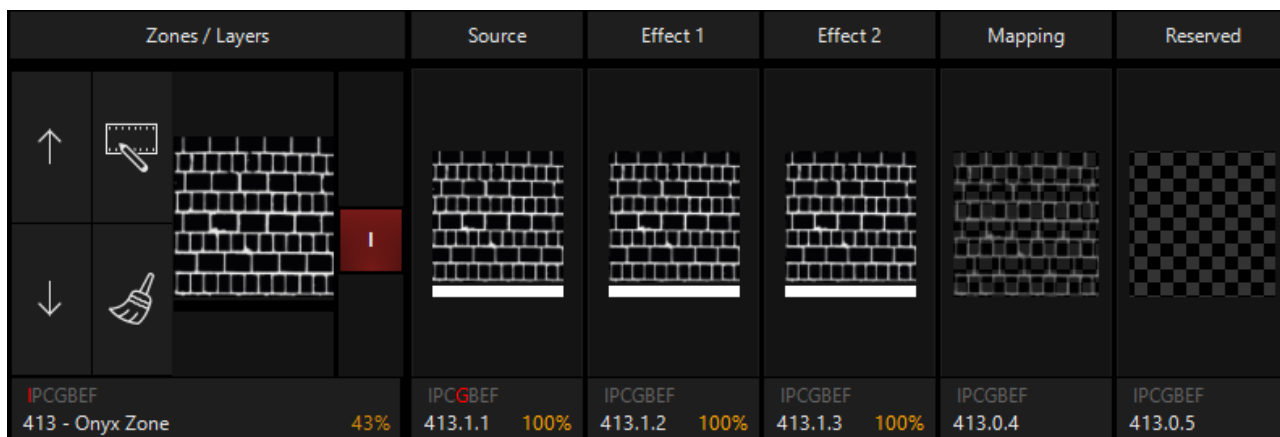 Zones / Layers
Source
Effect 1
Effect 2
Mapping
Reserved
I
IPCGBEF
413 - Onyx Zone 43%
IPCGBEF
413.1.1 100%
IPCGBEF
413.1.2 100%
IPCGBEF
413.1.3 100%
IPCGBEF
413.0.4
IPCGBEF
413.0.5